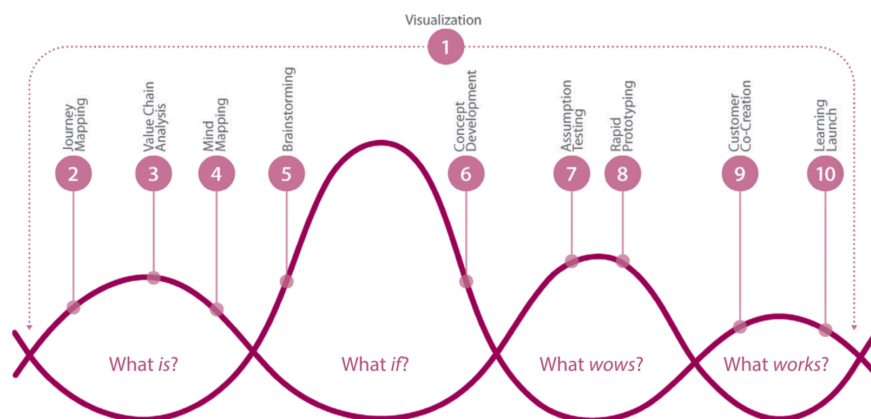 Visualization
1
Journey
Mapping
2
Value Chain
Analysis
3
Mind
Mapping
4
Brainstorming
5
Concept
Development
6
Assumption
Testing
7
Rapid
Prototyping
8
Customer
Co-Creation
9
Learning
Launch
10
What is?
What if?
What wows?
What works?